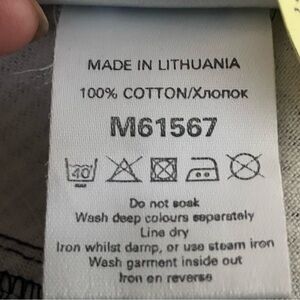 MADE IN LITHUANIA
100% COTTON/Хлопок
M61567
40
Do not soak
Wash deep colours separately
Line dry
Iron whilst damp, or use steam iron
Wash garment inside out
Iron on reverse